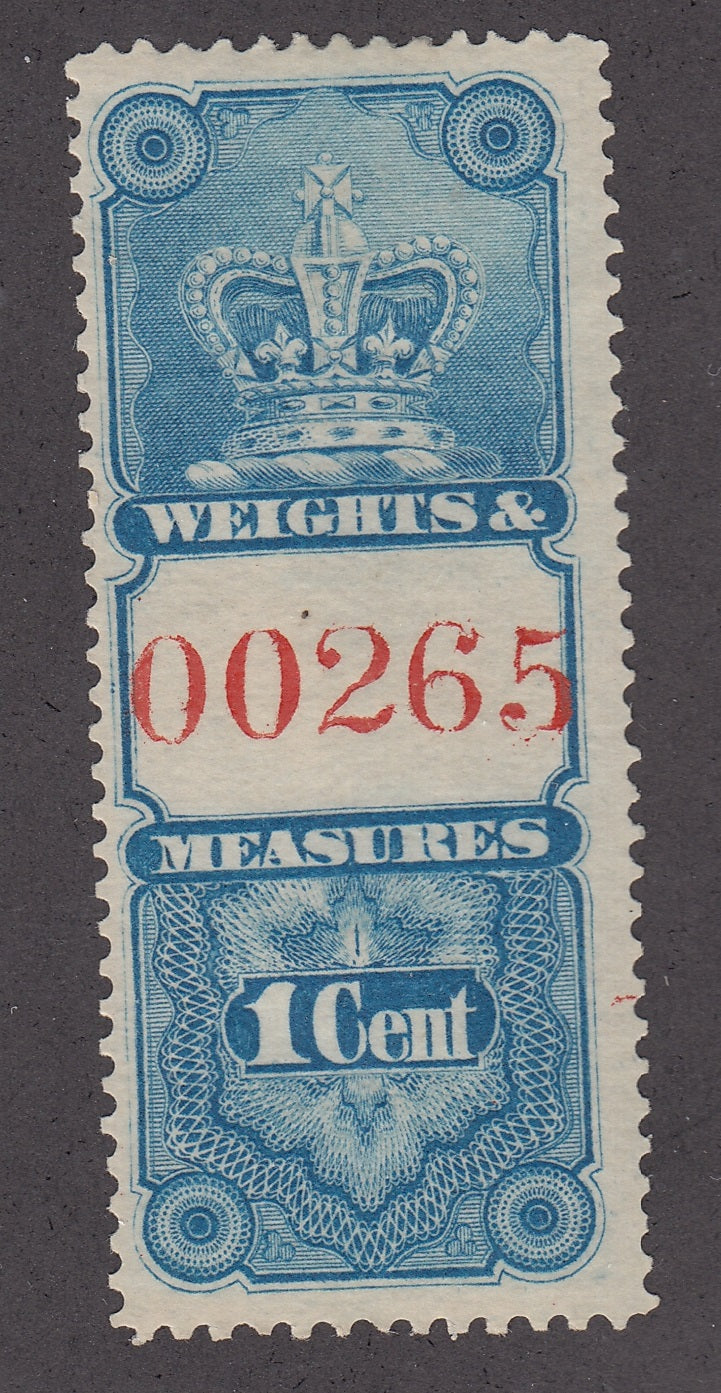 WEIGHTS &
00265
MEASURES
1 Cent